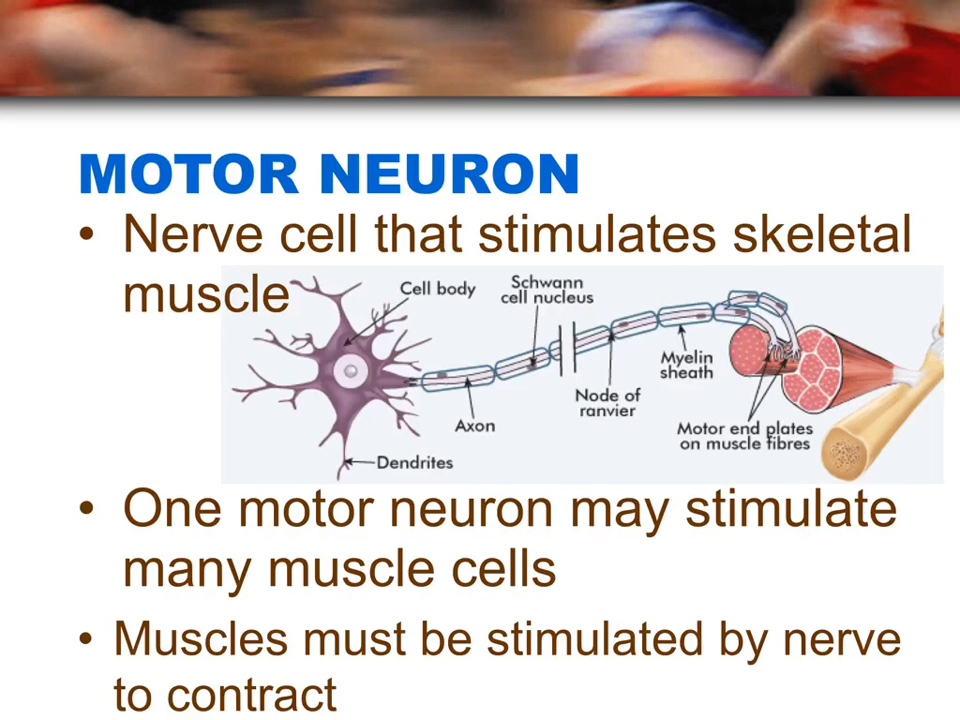 MOTOR NEURON
• Nerve cell that stimulates skeletal
muscle
Cell body
Schwann
cell nucleus
Myelin
sheath
Node of
ranvier
Axon
Motor end plates
on muscle fibres
Dendrites
• One motor neuron may stimulate
many muscle cells
• Muscles must be stimulated by nerve
to contract